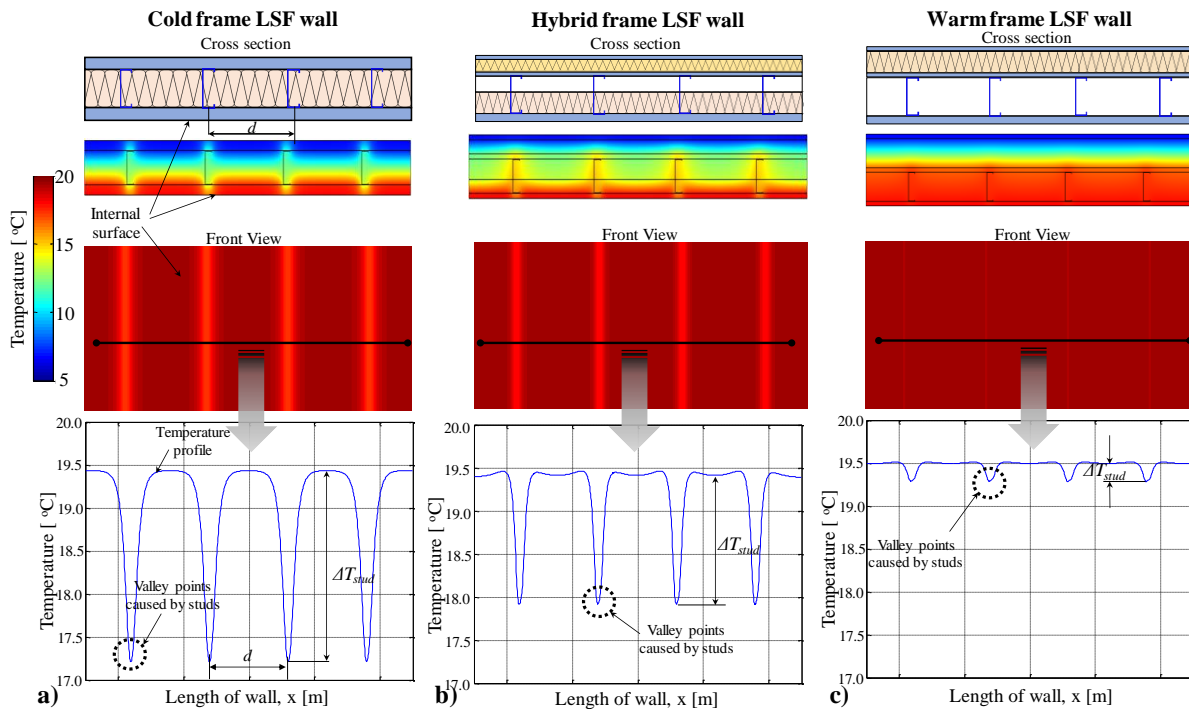 Cold frame LSF wall
Cross section
d
Internal
surface
Front View
20
15
10
5
Temperature [ °C]
20.0
19.5
19.0
18.5
18.0
17.5
17.0
Temperature [ °C]
Temperature
profile
ΔTstud
Valley points
caused by studs
d
a)
Length of wall, x [m]
Hybrid frame LSF wall
Cross section
Front View
20.0
19.5
19.0
18.5
18.0
17.5
17.0
Temperature [ °C]
ΔTstud
Valley points
caused by studs
b)
Length of wall, x [m]
Warm frame LSF wall
Cross section
Front View
20.0
19.5
19.0
18.5
18.0
17.5
17.0
Temperature [ °C]
ΔTstud
Valley points
caused by studs
c)
Length of wall, x [m]